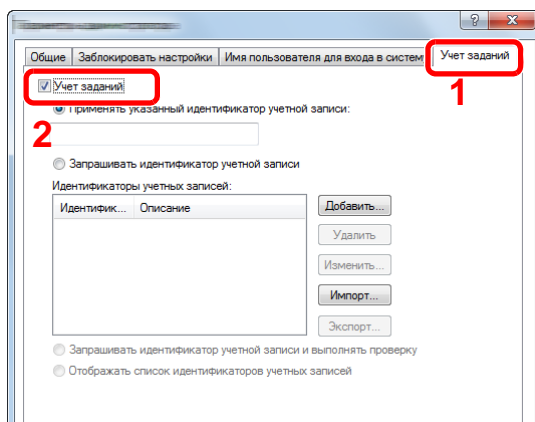 ?
Общие Заблокировать настройки Имя пользователя для входа в систем Учет заданий
1
Учет заданий
Применять указанный идентификатор учетной записи:
2
Запрашивать идентификатор учетной записи
Идентификаторы учетных записей:
Идентифик... Описание
Добавить...
Удалить
Изменить...
Импорт...
Экспорт...
Запрашивать идентификатор учетной записи и выполнять проверку
Отображать список идентификаторов учетных записей